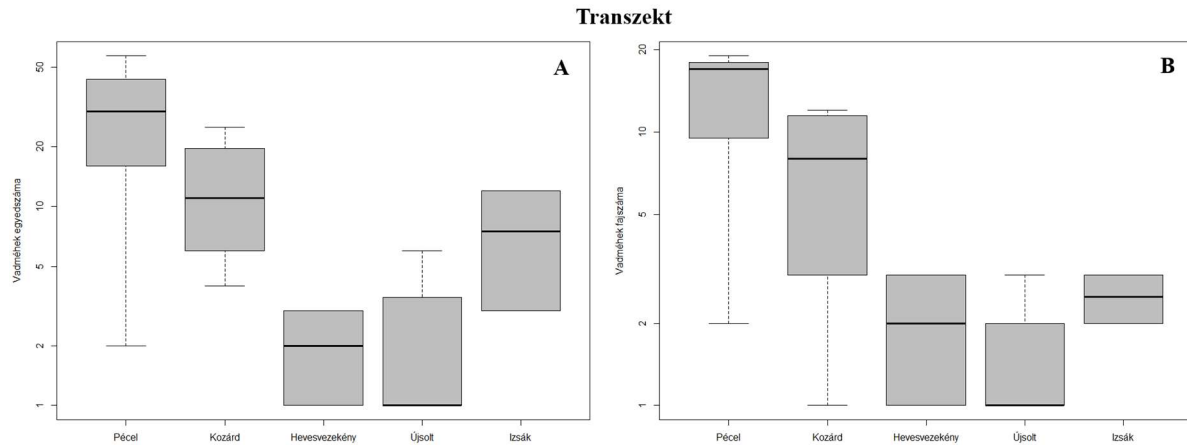 Transzekt
A
Vadméhek egyedszáma
50
20
10
5
2
1
Pécel Kozárd Hevesvezekény Újsolt Izsák
B
Vadméhek fajszáma
20
10
5
2
1
Pécel Kozárd Hevesvezekény Újsolt Izsák